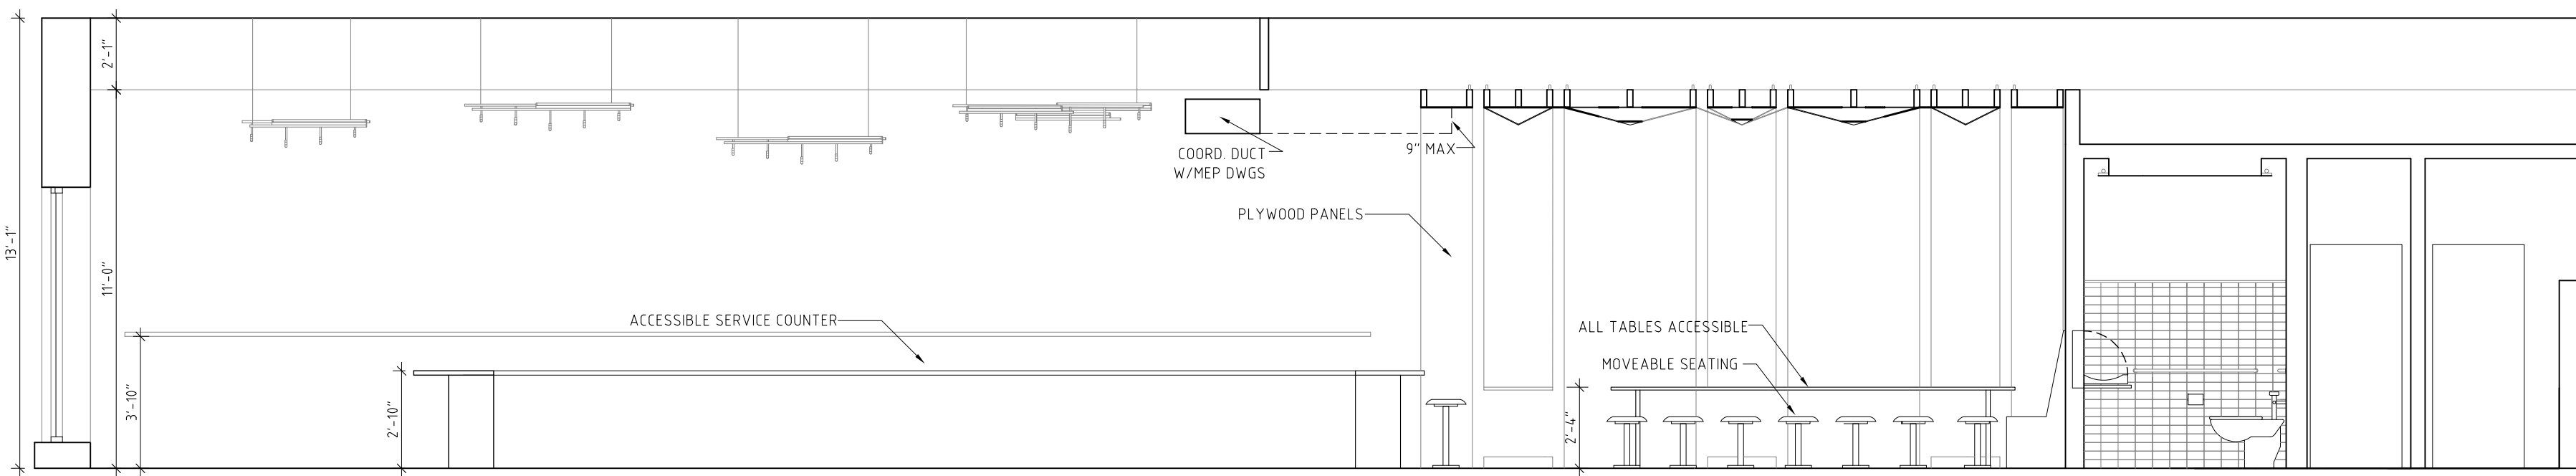 2'-1"
13'-1"
11'-0"
COORD. DUCT
W/MEP DWGS
9" MAX
PLYWOOD PANELS
ACCESSIBLE SERVICE COUNTER
ALL TABLES ACCESSIBLE
MOVEABLE SEATING
3'-10"
2'-10"
2'-4"